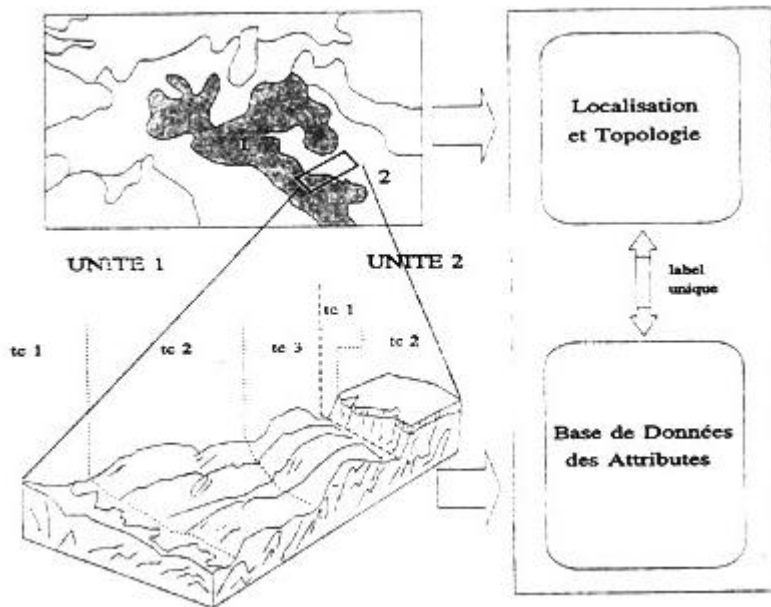 1
2
Localisation
et Topologie
UNITE 1
UNITE 2
label
unique
tc 1
tc 2
tc 3
tc 1
tc 2
Base de Données
des Attributes